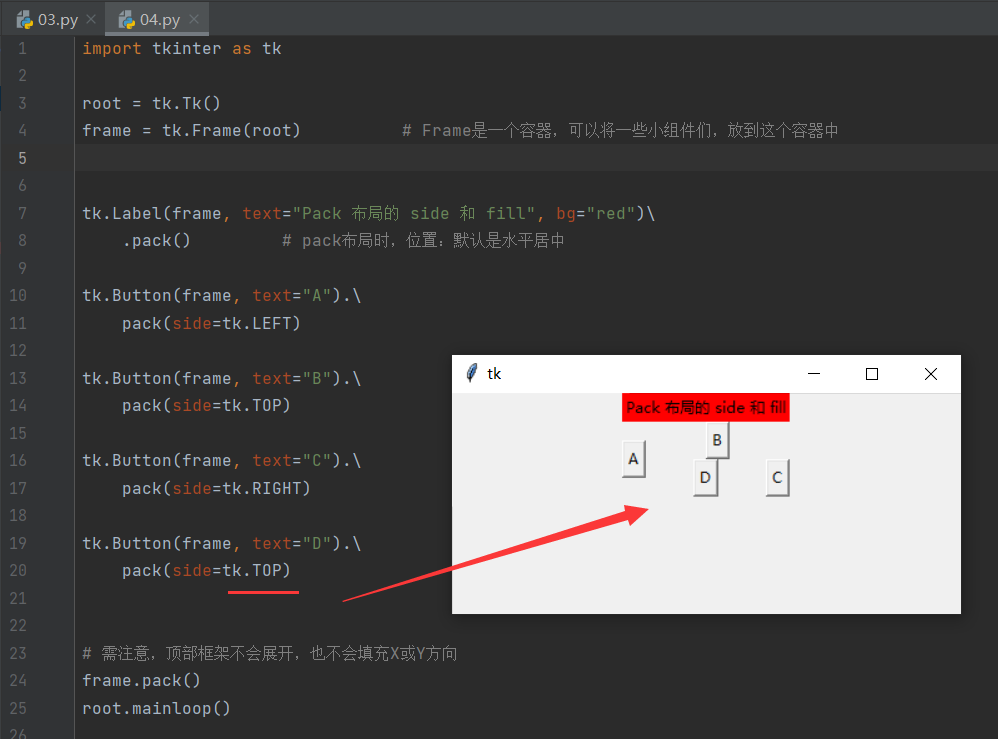 03.py 04.py
1 import tkinter as tk
2
3 root = tk.Tk()
4 frame = tk.Frame(root) # Frame是一个容器，可以将一些小组件们，放到这个容器中
5
6
7 tk.Label(frame, text="Pack 布局的 side 和 fill", bg="red")\
8 .pack() # pack布局时，位置：默认是水平居中
9
10 tk.Button(frame, text="A").\
11 pack(side=tk.LEFT)
12
13 tk.Button(frame, text="B").\
14 pack(side=tk.TOP)
15
16 tk.Button(frame, text="C").\
17 pack(side=tk.RIGHT)
18
19 tk.Button(frame, text="D").\
20 pack(side=tk.TOP)
21
22
23 # 需注意，顶部框架不会展开，也不会填充X或Y方向
24 frame.pack()
25 root.mainloop()
26
tk
Pack 布局的 side 和 fill
B
A
D C